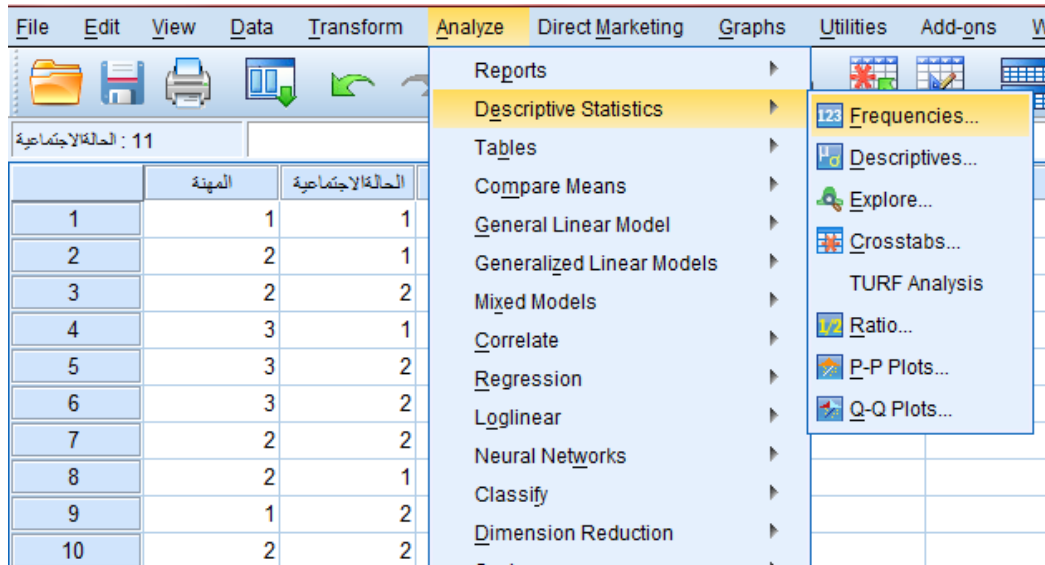 File Edit View Data Transform Analyze Direct Marketing Graphs Utilities Add-ons
11 : الحالةالاجتماعية
المهنة الحالةالاجتماعية
1 1 1
2 2 1
3 2 2
4 3 1
5 3 2
6 3 2
7 2 2
8 2 1
9 1 2
10 2 2
Reports
Descriptive Statistics
Tables
Compare Means
General Linear Model
Generalized Linear Models
Mixed Models
Correlate
Regression
Loglinear
Neural Networks
Classify
Dimension Reduction
123 Frequencies...
Descriptives...
Explore...
Crosstabs...
TURF Analysis
1/2 Ratio...
P-P Plots...
Q-Q Plots...